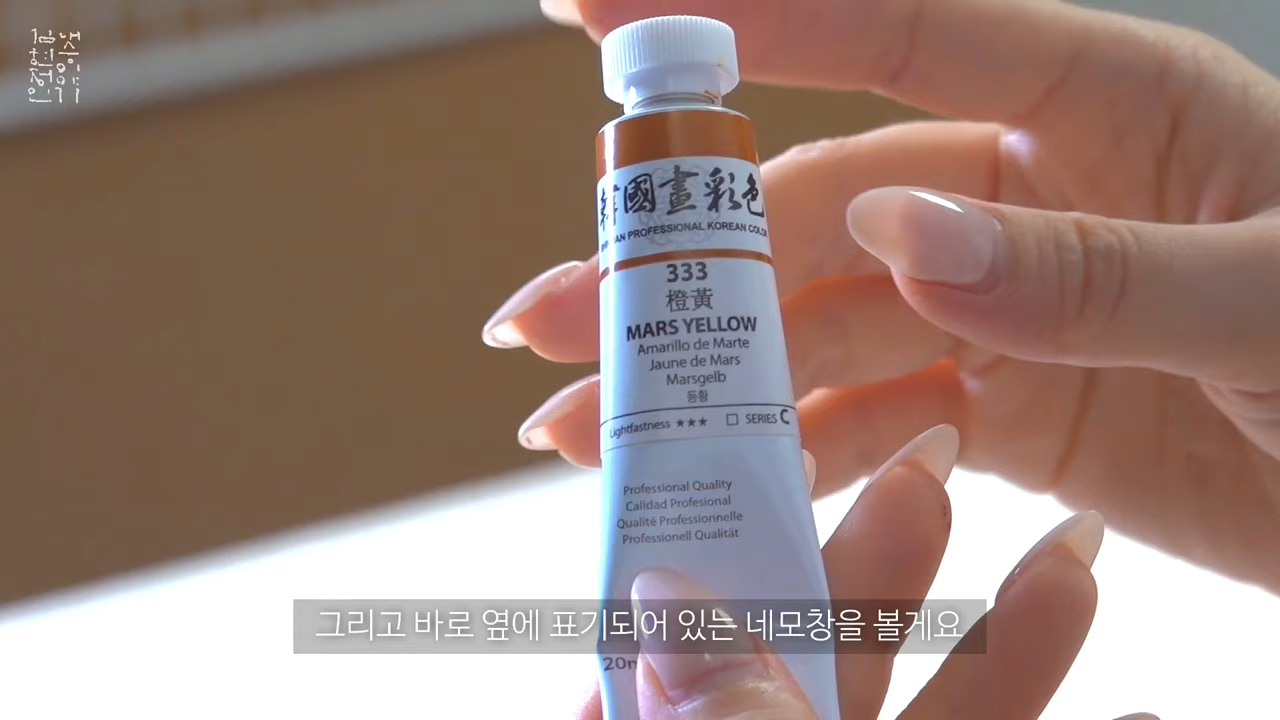 韓國畫彩色
AN PROFESSIONAL KOREAN COLOR
333
橙黃
MARS YELLOW
Amarillo de Marte
Jaune de Mars
Marsgelb
등황
Lightfastness ★★★ □ SERIES C
Professional Quality
Calidad Profesional
Qualité Professionnelle
Professionell Qualität
그리고 바로 옆에 표기되어 있는 네모창을 볼게요